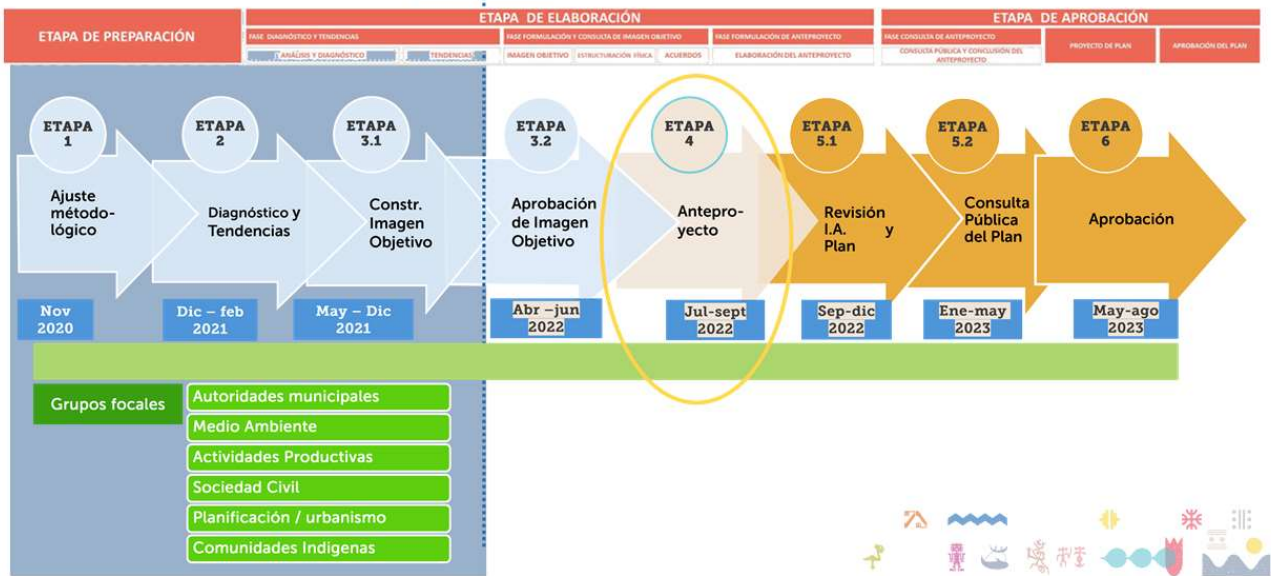 ETAPA DE PREPARACIÓN
ETAPA DE ELABORACIÓN
ETAPA DE APROBACIÓN
FASE DIAGNÓSTICO Y TENDENCIAS
FASE FORMULACIÓN Y CONSULTA DE IMAGEN OBJETIVO
FASE FORMULACIÓN DE ANTEPROYECTO
FASE CONSULTA DE ANTEPROYECTO
PROYECTO DE PLAN
APROBACIÓN DEL PLAN
ANÁLISIS Y DIAGNÓSTICO
TENDENCIAS
IMAGEN OBJETIVO
ESTRUCTURACIÓN FÍSICA
ACUERDOS
ELABORACIÓN DEL ANTEPROYECTO
CONSULTA PÚBLICA Y CONCLUSIÓN DEL
ANTEPROYECTO
ETAPA
1
ETAPA
2
ETAPA
3.1
ETAPA
3.2
ETAPA
4
ETAPA
5.1
ETAPA
5.2
ETAPA
6
Ajuste
método-
lógico
Diagnóstico y
Tendencias
Constr.
Imagen
Objetivo
Aprobación
de Imagen
Objetivo
Antepro-
yecto
Revisión
I.A. y
Plan
Consulta
Pública
del Plan
Aprobación
Nov
2020
Dic – feb
2021
May – Dic
2021
Abr –jun
2022
Jul-sept
2022
Sep-dic
2022
Ene-may
2023
May-ago
2023
Grupos focales
Autoridades municipales
Medio Ambiente
Actividades Productivas
Sociedad Civil
Planificación / urbanismo
Comunidades Indigenas